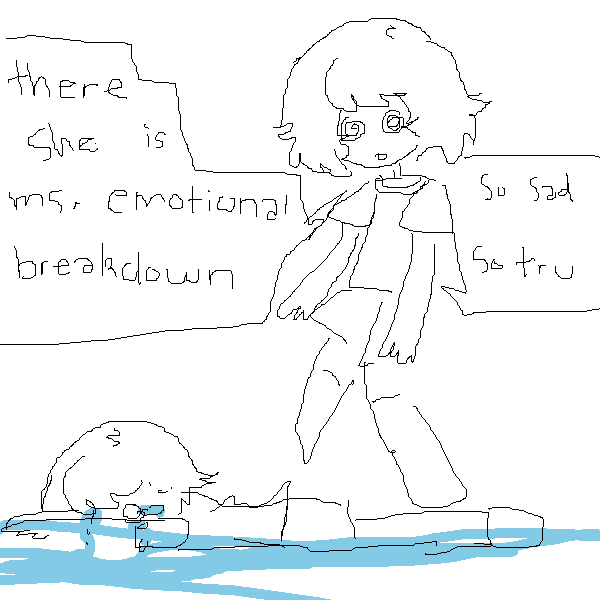 there
she is
ms. emotional
breakdown
so sad
so tru